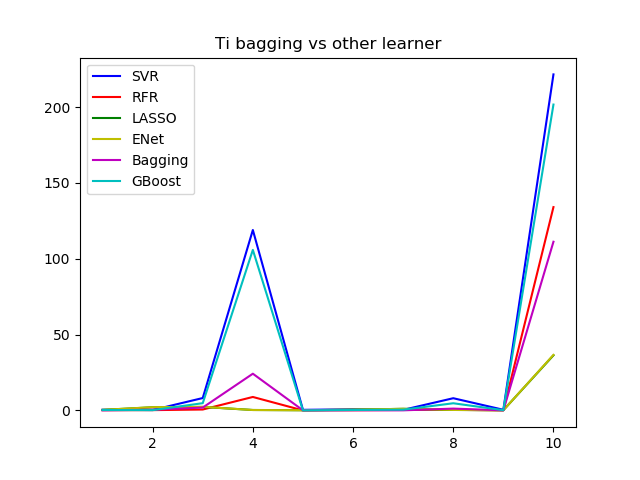 Ti bagging vs other learner
SVR
RFR
LASSO
ENet
Bagging
GBoost
200
150
100
50
0
2 4 6 8 10